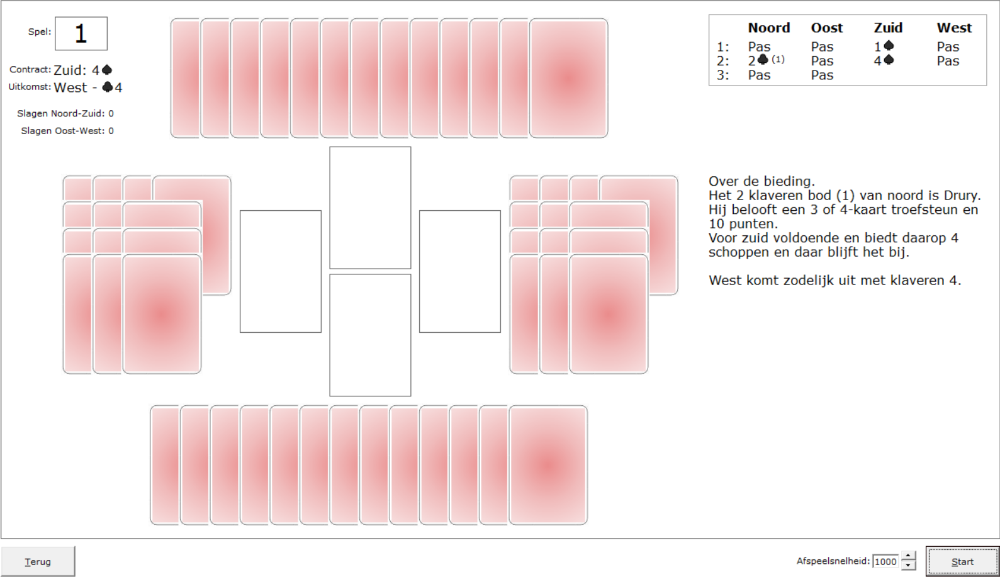 Spel: 1
Contract: Zuid: 4♠
Uitkomst: West - ♣4
Slagen Noord-Zuid: 0
Slagen Oost-West: 0
Noord Oost Zuid West
1: Pas Pas 1♠ Pas
2: 2♣ (1) Pas 4♠ Pas
3: Pas Pas
Over de bieding.
Het 2 klaveren bod (1) van noord is Drury.
Hij belooft een 3 of 4-kaart troefsteun en
10 punten.
Voor zuid voldoende en biedt daarop 4
schoppen en daar blijft het bij.
West komt zodelijk uit met klaveren 4.
Terug
Afspeelsnelheid: 1000
Start